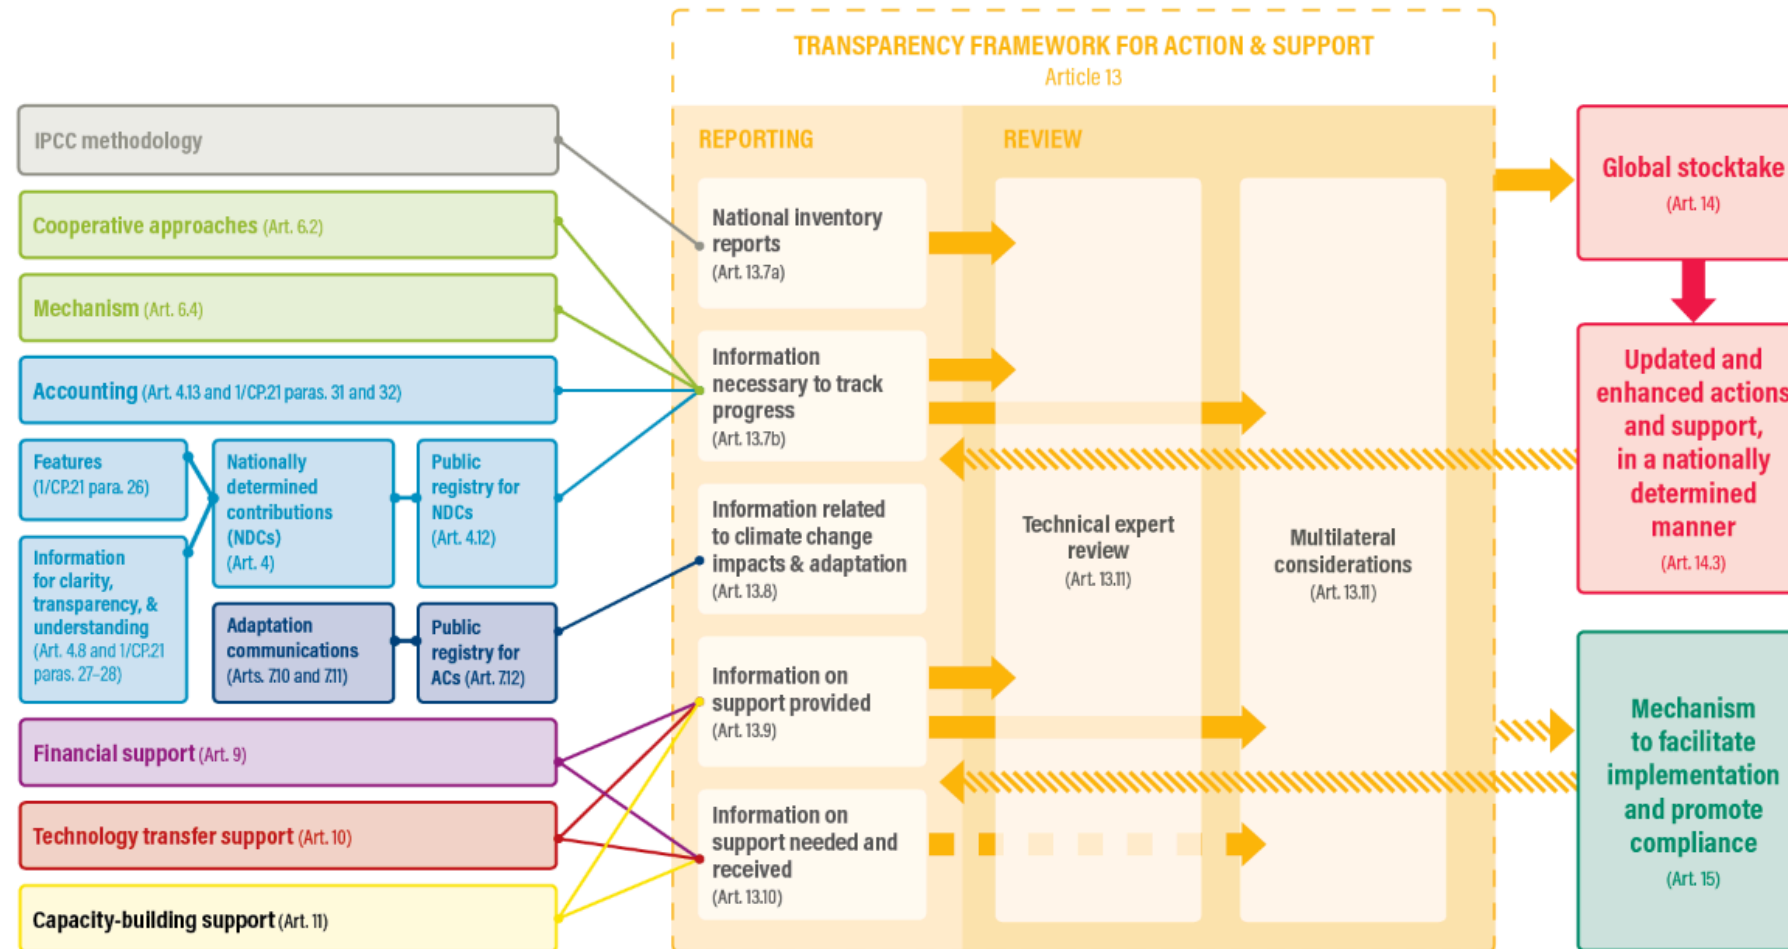 TRANSPARENCY FRAMEWORK FOR ACTION & SUPPORT
Article 13
IPCC methodology
Cooperative approaches (Art. 6.2)
Mechanism (Art. 6.4)
Accounting (Art. 4.13 and 1/CP.21 paras. 31 and 32)
Features
(1/CP.21 para. 26)
Information
for clarity,
transparency, &
understanding
(Art. 4.8 and 1/CP.21
paras. 27–28)
Nationally
determined
contributions
(NDCs)
(Art. 4)
Public
registry for
NDCs
(Art. 4.12)
Adaptation
communications
(Arts. 7.10 and 7.11)
Public
registry for
ACs (Art. 7.12)
Financial support (Art. 9)
Technology transfer support (Art. 10)
Capacity-building support (Art. 11)
REPORTING
National inventory
reports
(Art. 13.7a)
Information
necessary to track
progress
(Art. 13.7b)
Information related
to climate change
impacts & adaptation
(Art. 13.8)
Information on
support provided
(Art. 13.9)
Information on
support needed and
received
(Art. 13.10)
REVIEW
Technical expert
review
(Art. 13.11)
Multilateral
considerations
(Art. 13.11)
Global stocktake
(Art. 14)
Updated and
enhanced actions
and support,
in a nationally
determined
manner
(Art. 14.3)
Mechanism
to facilitate
implementation
and promote
compliance
(Art. 15)